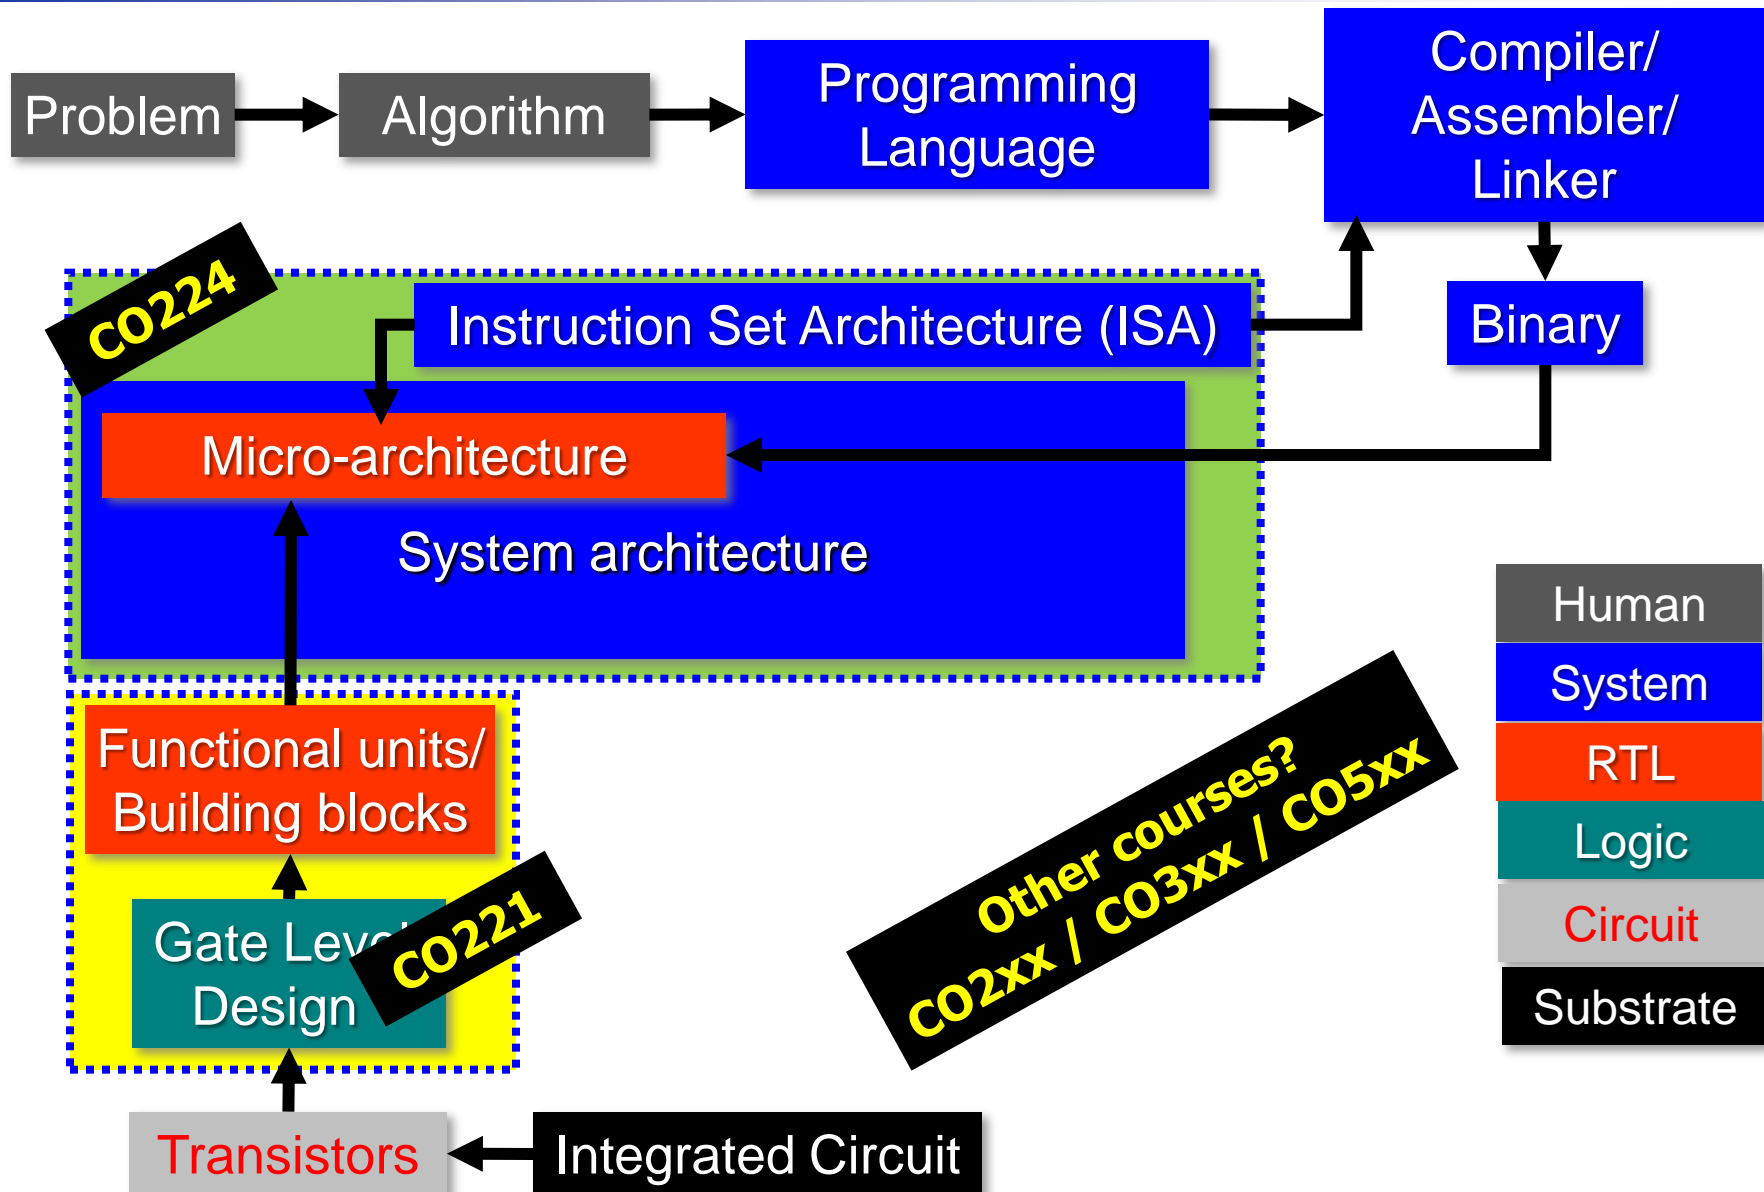 Problem
Algorithm
Programming
Language
Compiler/
Assembler/
Linker
CO224
Instruction Set Architecture (ISA)
Binary
Micro-architecture
System architecture
Functional units/
Building blocks
CO221
Gate Level
Design
Transistors
Integrated Circuit
Other courses?
CO2xx / CO3xx / CO5xx
Human
System
RTL
Logic
Circuit
Substrate